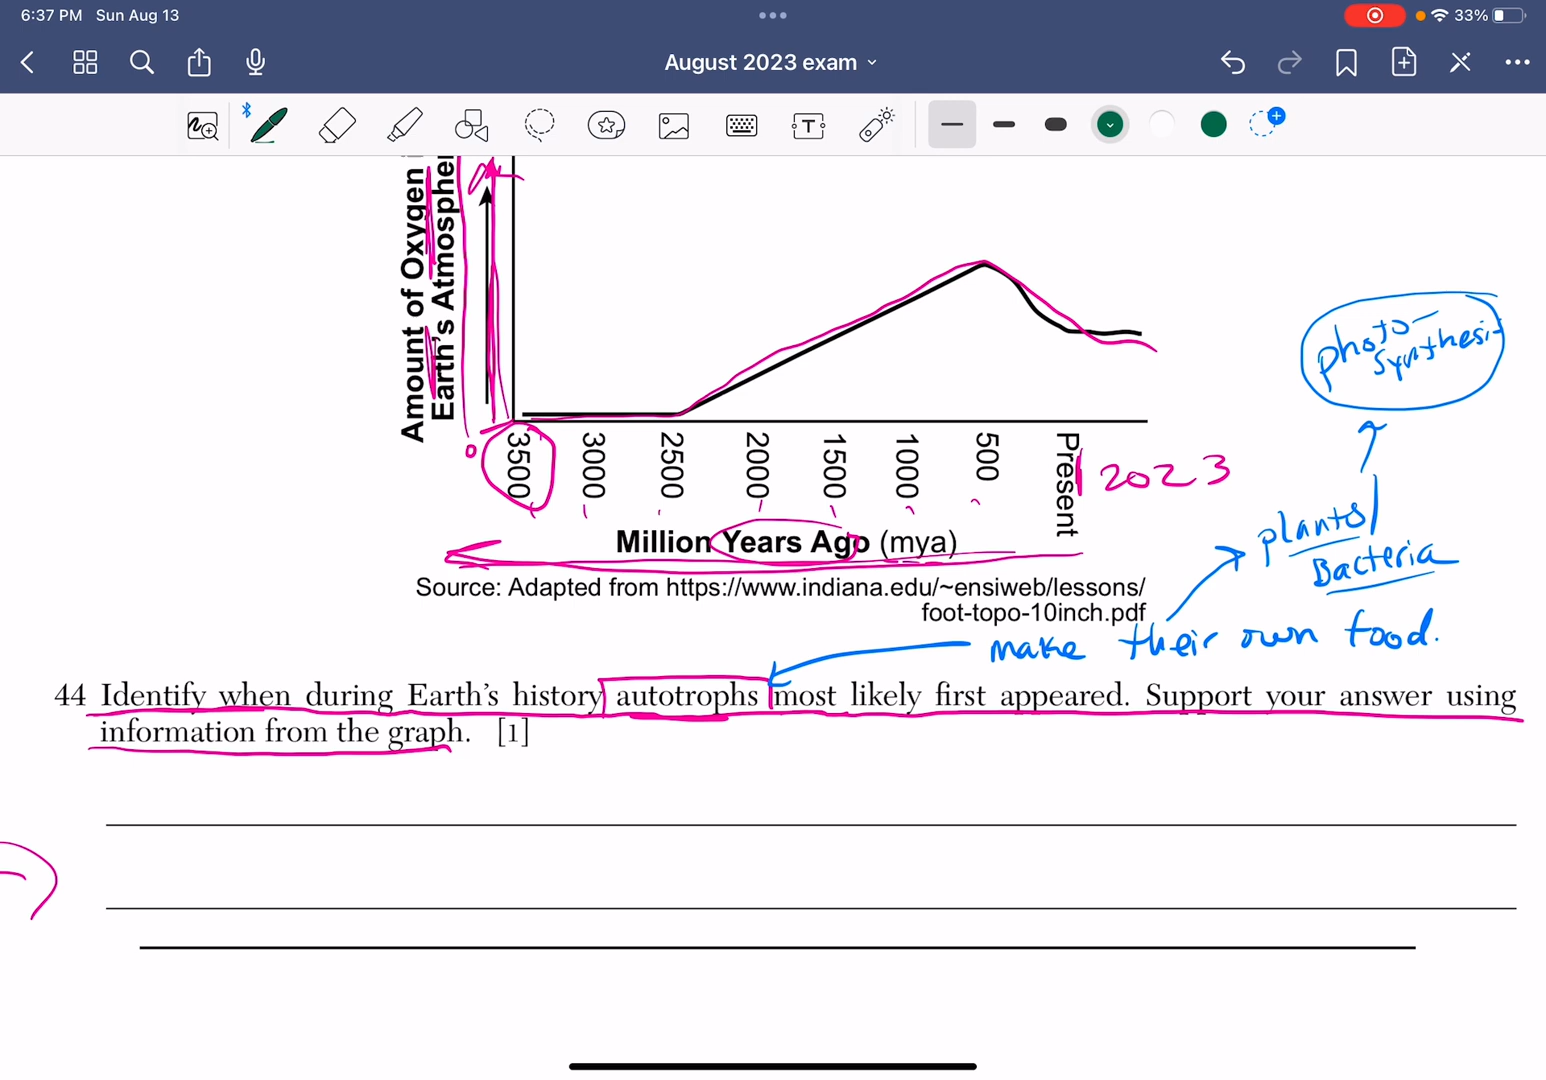 6:37 PM Sun Aug 13
33%
August 2023 exam
Amount of Oxygen
Earth's Atmosphe
photo-
synthesi
3500
3000
2500
2000
1500
1000
500
Present
2023
0
Million Years Ago (mya)
plants/
Bacteria
Source: Adapted from https://www.indiana.edu/~ensiweb/lessons/
foot-topo-10inch.pdf
make their own food.
44 Identify when during Earth's history autotrophs most likely first appeared. Support your answer using
information from the graph. [1]